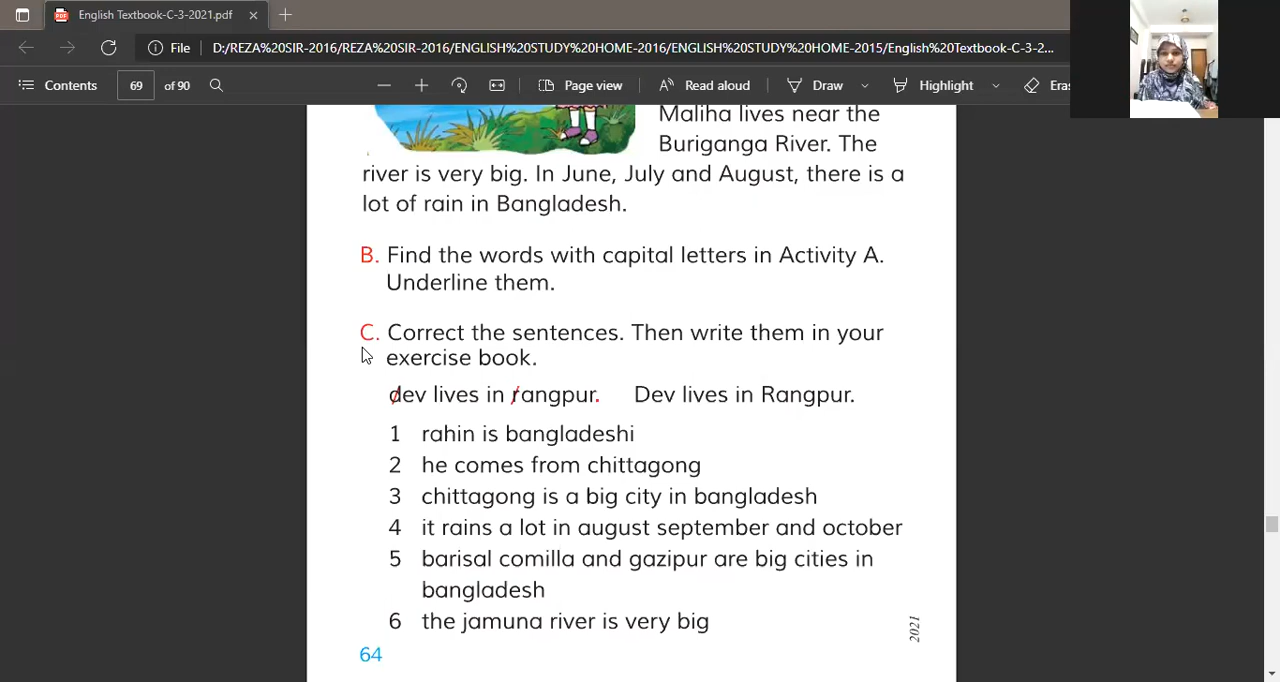 English Textbook-C-3-2021.pdf
File D:/REZA%20SIR-2016/REZA%20SIR-2016/ENGLISH%20STUDY%20HOME-2016/ENGLISH%20STUDY%20HOME-2015/English%20Textbook-C-3-2...
Contents 69 of 90 Page view Read aloud Draw Highlight Eras
Maliha lives near the
Buriganga River. The
river is very big. In June, July and August, there is a
lot of rain in Bangladesh.
B. Find the words with capital letters in Activity A.
Underline them.
C. Correct the sentences. Then write them in your
exercise book.
dev lives in rangpur. Dev lives in Rangpur.
1 rahin is bangladeshi
2 he comes from chittagong
3 chittagong is a big city in bangladesh
4 it rains a lot in august september and october
5 barisal comilla and gazipur are big cities in
bangladesh
6 the jamuna river is very big
2021
64